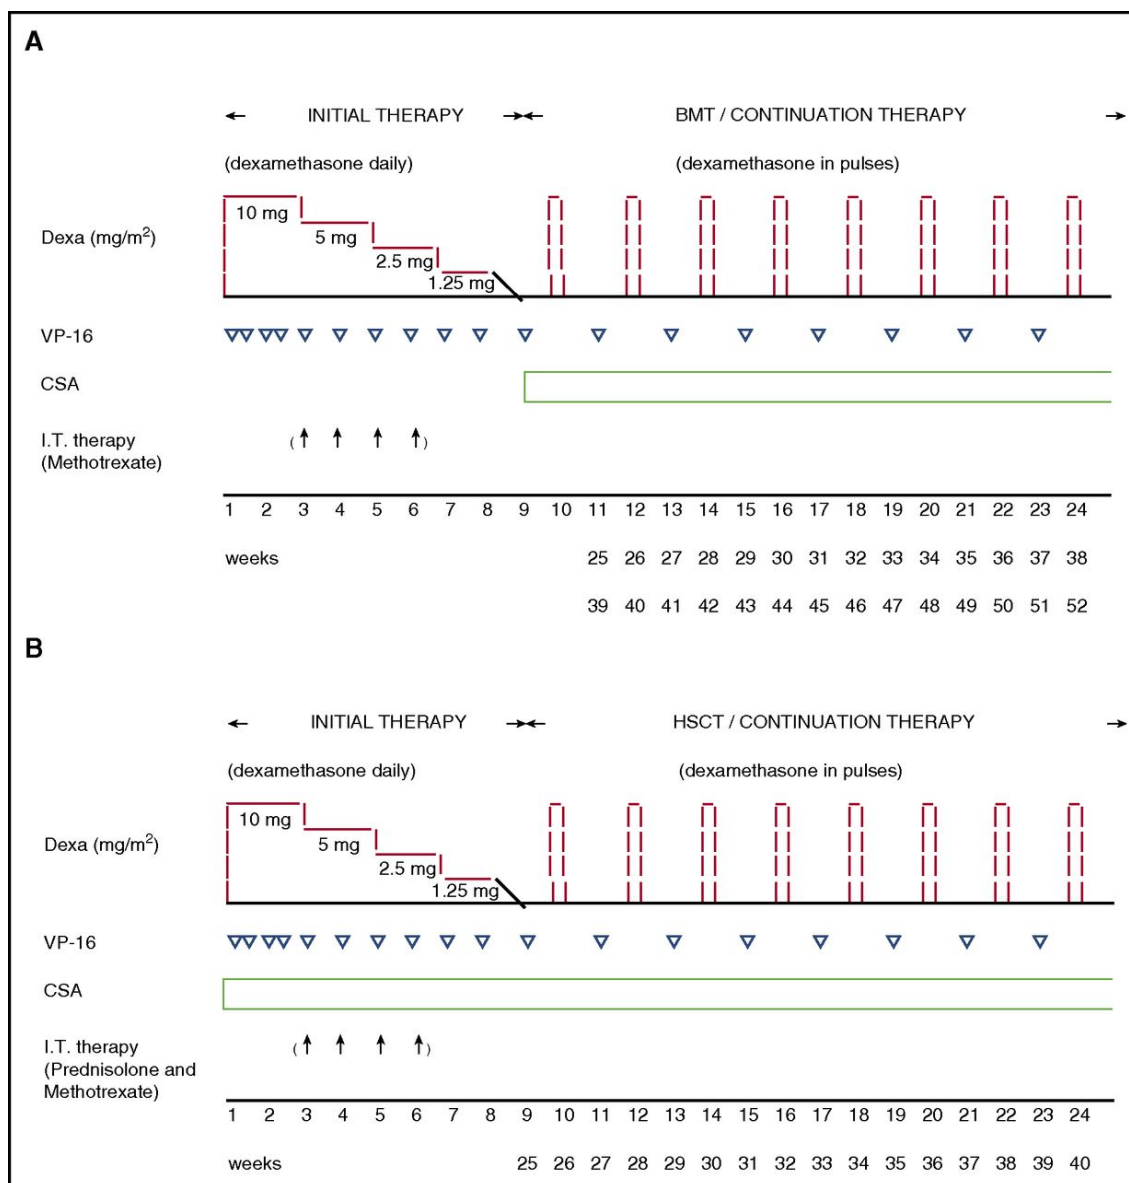 A
INITIAL THERAPY
BMT / CONTINUATION THERAPY
(dexamethasone daily)
(dexamethasone in pulses)
Dexa (mg/m²)
10 mg
5 mg
2.5 mg
1.25 mg
VP-16
CSA
I.T. therapy
(Methotrexate)
( )
1 2 3 4 5 6 7 8 9 10 11 12 13 14 15 16 17 18 19 20 21 22 23 24
weeks 25 26 27 28 29 30 31 32 33 34 35 36 37 38
39 40 41 42 43 44 45 46 47 48 49 50 51 52
B
INITIAL THERAPY
HSCT / CONTINUATION THERAPY
(dexamethasone daily)
(dexamethasone in pulses)
Dexa (mg/m²)
10 mg
5 mg
2.5 mg
1.25 mg
VP-16
CSA
I.T. therapy
(Prednisolone and
Methotrexate)
( )
1 2 3 4 5 6 7 8 9 10 11 12 13 14 15 16 17 18 19 20 21 22 23 24
weeks 25 26 27 28 29 30 31 32 33 34 35 36 37 38 39 40